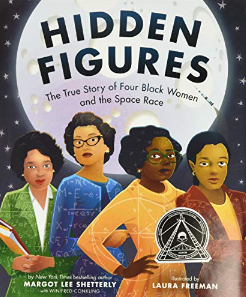 HIDDEN
FIGURES
The True Story of Four Black Women
and the Space Race
by New York Times bestselling author
MARGOT LEE SHETTERLY
with WINIFRED CONKLING
illustrated by
LAURA FREEMAN